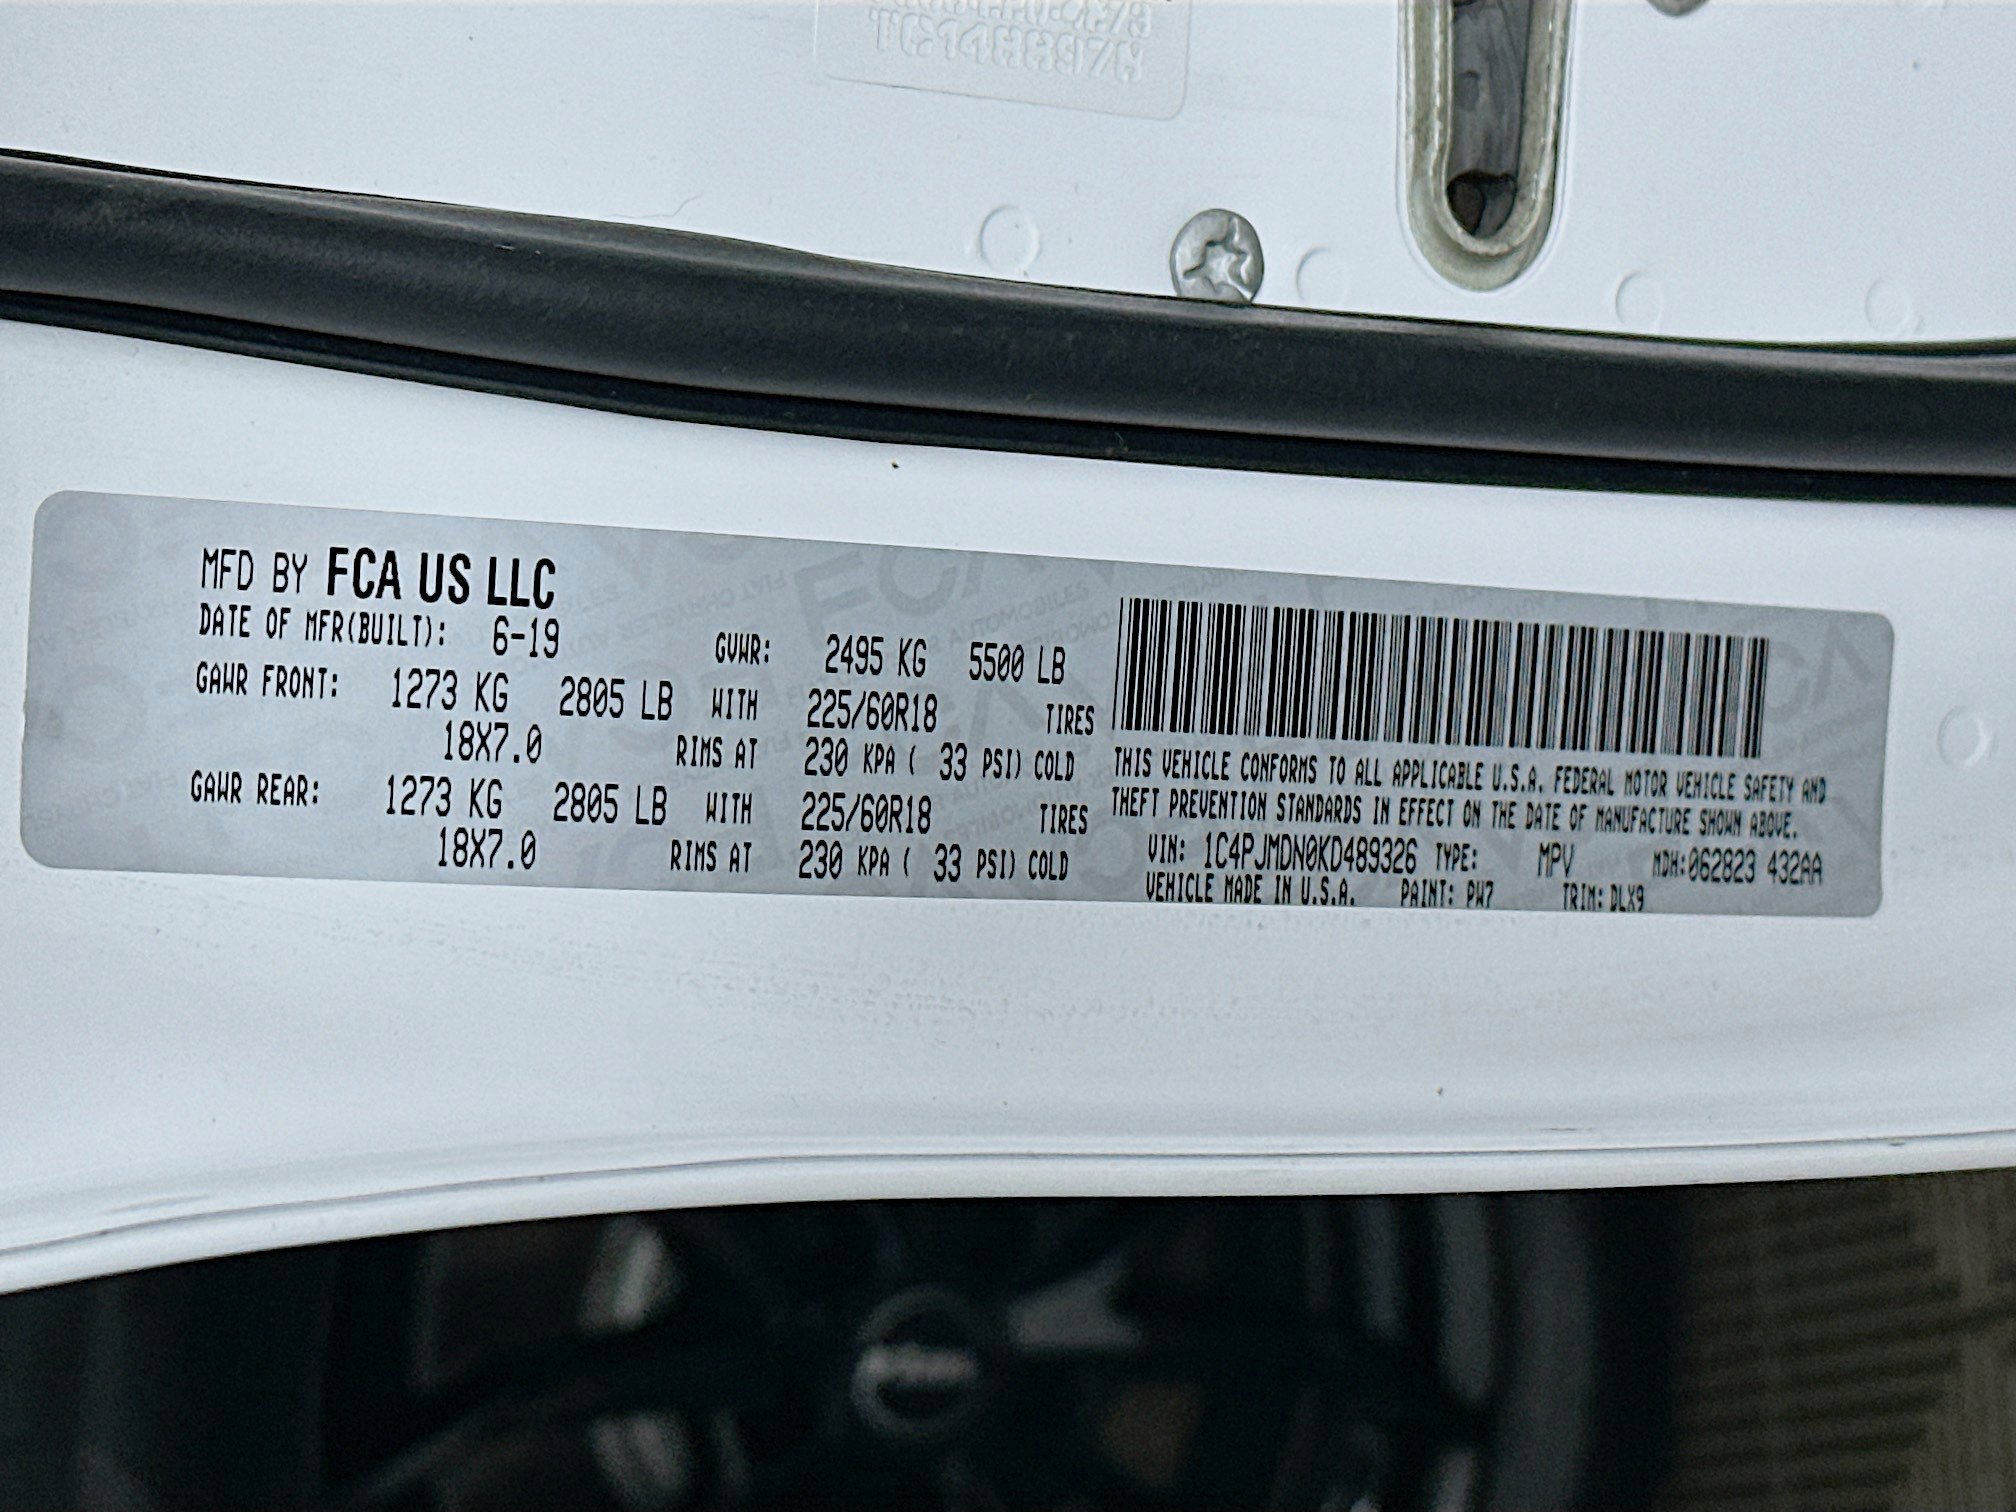 MFD BY FCA US LLC
DATE OF MFR(BUILT): 6-19 GVWR: 2495 KG 5500 LB
GAWR FRONT: 1273 KG 2805 LB WITH 225/60R18 TIRES
18X7.0 RIMS AT 230 KPA ( 33 PSI) COLD
GAWR REAR: 1273 KG 2805 LB WITH 225/60R18 TIRES
18X7.0 RIMS AT 230 KPA ( 33 PSI) COLD
THIS VEHICLE CONFORMS TO ALL APPLICABLE U.S.A. FEDERAL MOTOR VEHICLE SAFETY AND
THEFT PREVENTION STANDARDS IN EFFECT ON THE DATE OF MANUFACTURE SHOWN ABOVE.
VIN: 1C4PJMDN0KD489326 TYPE: MPV MDH:062823 432AA
VEHICLE MADE IN U.S.A. PAINT: PW7 TRIM: DLX9